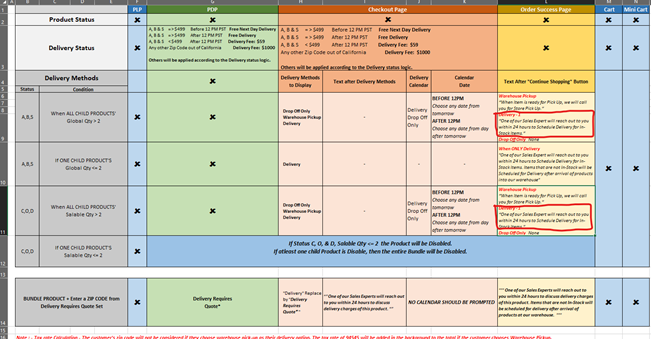 A B C D E F G H I J K L M N
1 PLP PDP Checkout Page Order Success Page Cart Mini Cart
2 Product Status
Delivery Status
A, B & S => $499 Before 12 PM PST Free Next Day Delivery
A, B & S => $499 After 12 PM PST Free Delivery
A, B & S < $499 After 12 PM PST Delivery Fee: $59
Any other Zip Code out of California Delivery Fee: $1000
Others will be applied according to the Delivery status logic.
A, B & S => $499 Before 12 PM PST Free Next Day Delivery
A, B & S => $499 After 12 PM PST Free Delivery
A, B & S < $499 After 12 PM PST Delivery Fee: $59
Any other Zip Code out of California Delivery Fee: $1000
Others will be applied according to the Delivery status logic.
3
4 Delivery Methods
Delivery Methods to Display
Text after Delivery Methods
Delivery Calendar
Calendar Date
Text After "Continue Shopping" Button
5 Status Condition
A,B,S
When ALL CHILD PRODUCTS'
Global Qty > 2
Drop Off Only
Warehouse Pickup
Delivery
-
Delivery
Drop Off
Only
BEFORE 12PM
Choose any date from
tomorrow
AFTER 12PM
Choose any date from day
after tomorrow
Warehouse Pickup
"When Item is ready for Pick Up, we will call
you for Store Pick Up."
Delivery - 1
"One of our Sales Expert will reach out to you
within 24 hours to Schedule Delivery for In-
Stock Items."
Drop Off Only None
A,B,S
IF ONE CHILD PRODUCT'S
Global Qty <= 2
Delivery
-
-
-
When ONLY Delivery
"One of our Sales Expert will reach out to you
within 24 hours to Schedule Delivery for In-
Stock Items. Items that are not in-Stock will be
Scheduled for Delivery after arrival of products
into our warehouse"
10
C,O,D
When ALL CHILD PRODUCTS'
Salable Qty > 2
Drop Off Only
Warehouse Pickup
Delivery
-
Delivery
Drop Off
Only
BEFORE 12PM
Choose any date from
tomorrow
AFTER 12PM
Choose any date from day
after tomorrow
Warehouse Pickup
"When Item is ready for Pick Up, we will call
you for Store Pick Up."
Delivery - 1
"One of our Sales Expert will reach out to you
within 24 hours to Schedule Delivery for In-
Stock Items."
Drop Off Only None
11
C,O,D
IF ONE CHILD PRODUCT'S
Salable Qty <= 2
If Status C, O, & D, Salable Qty <= 2 the Product will be Disabled.
If atleast one child Product is Disable, then the entire Bundle will be Disabled.
12
13
BUNDLE PRODUCT + Enter a ZIP CODE from
Delivery Requires Quote Set
Delivery Requires
Quote*
"Delivery" Replace
by "Delivery
Requires
Quote*"
"One of our Sales Experts will reach out
to you within 24 hours to discuss
delivery charges of this product. "
NO CALENDAR SHOULD BE PROMPTED
"One of our Sales Experts will reach out to
you within 24 hours to discuss delivery charges
of this product. Items that are not in-Stock will
be scheduled for delivery after arrival of
products at our warehouse. "
14
15
Note : - Tax rate Calculation - The customer's zip code will not be considered if they choose warehouse pick up as their delivery option. The tax rate of 94545 will be added in the background to the total if the customer chooses Warehouse Pickup.